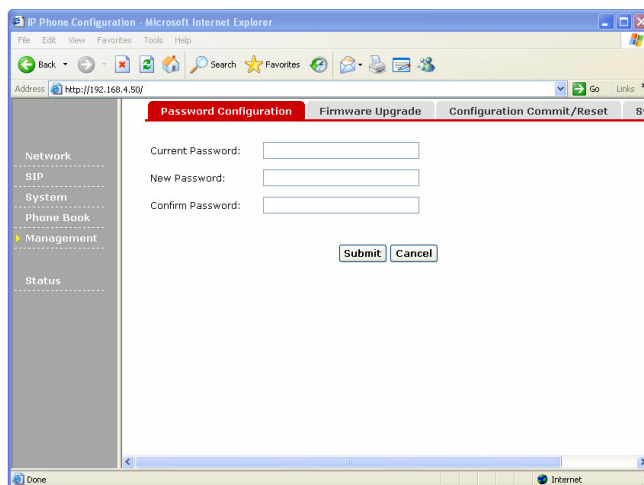 IP Phone Configuration - Microsoft Internet Explorer
File Edit View Favorites Tools Help
Back Search Favorites
Address http://192.168.4.50/ Go Links
Password Configuration Firmware Upgrade Configuration Commit/Reset
Network
SIP
System
Phone Book
Management
Status
Current Password:
New Password:
Confirm Password:
Submit Cancel
Done Internet